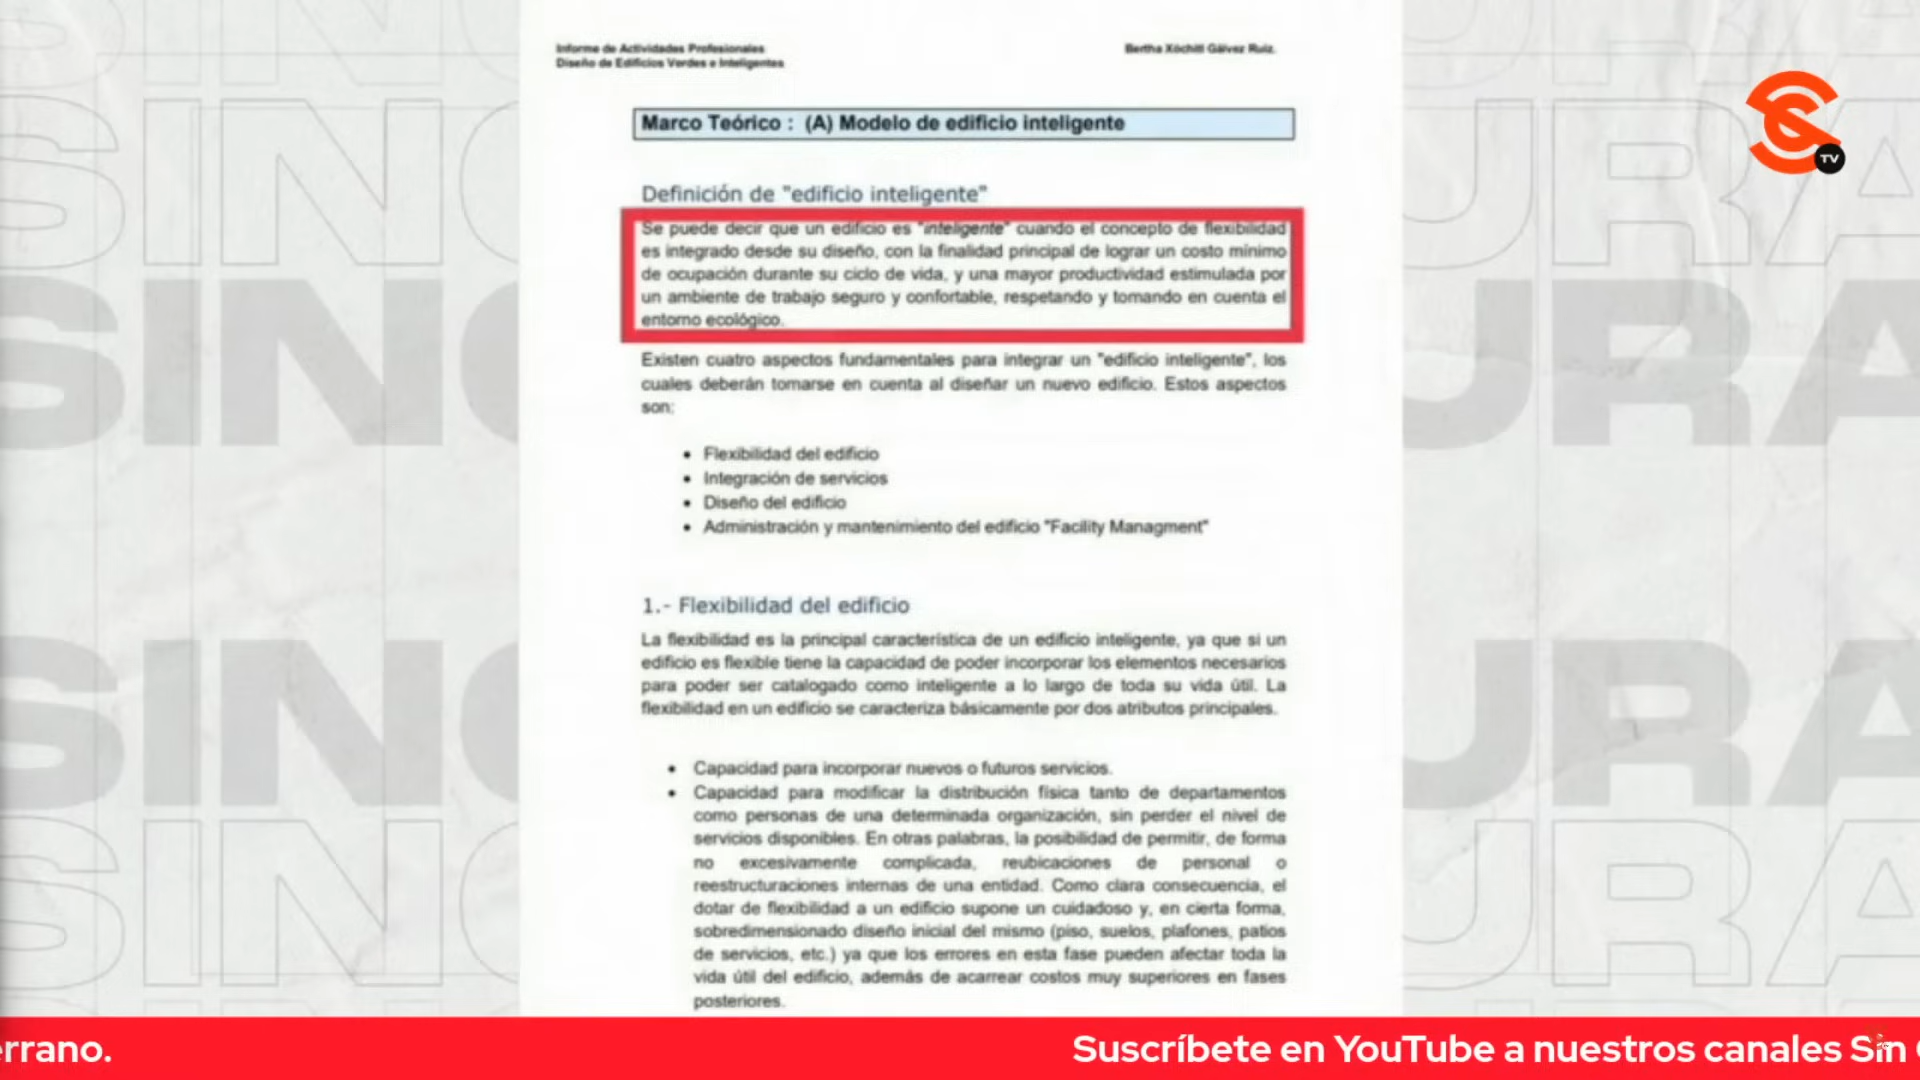 Informe de Actividades Profesionales
Diseño de Edificios Verdes e Inteligentes
Bertha Xóchitl Gálvez Ruiz.
TV
Marco Teórico : (A) Modelo de edificio inteligente
Definición de "edificio inteligente"
Se puede decir que un edificio es "inteligente" cuando el concepto de flexibilidad
es integrado desde su diseño, con la finalidad principal de lograr un costo mínimo
de ocupación durante su ciclo de vida, y una mayor productividad estimulada por
un ambiente de trabajo seguro y confortable, respetando y tomando en cuenta el
entorno ecológico.
Existen cuatro aspectos fundamentales para integrar un "edificio inteligente", los
cuales deberán tomarse en cuenta al diseñar un nuevo edificio. Estos aspectos
son:
• Flexibilidad del edificio
• Integración de servicios
• Diseño del edificio
• Administración y mantenimiento del edificio "Facility Managment"
1.- Flexibilidad del edificio
La flexibilidad es la principal característica de un edificio inteligente, ya que si un
edificio es flexible tiene la capacidad de poder incorporar los elementos necesarios
para poder ser catalogado como inteligente a lo largo de toda su vida útil. La
flexibilidad en un edificio se caracteriza básicamente por dos atributos principales.
• Capacidad para incorporar nuevos o futuros servicios.
• Capacidad para modificar la distribución física tanto de departamentos
como personas de una determinada organización, sin perder el nivel de
servicios disponibles. En otras palabras, la posibilidad de permitir, de forma
no excesivamente complicada, reubicaciones de personal o
reestructuraciones internas de una entidad. Como clara consecuencia, el
dotar de flexibilidad a un edificio supone un cuidadoso y, en cierta forma,
sobredimensionado diseño inicial del mismo (piso, suelos, plafones, patios
de servicios, etc.) ya que los errores en esta fase pueden afectar toda la
vida útil del edificio, además de acarrear costos muy superiores en fases
posteriores.
SIN
URA
SIN
URA
SIN
URA
SIN
URA
errano.
Suscríbete en YouTube a nuestros canales Sin